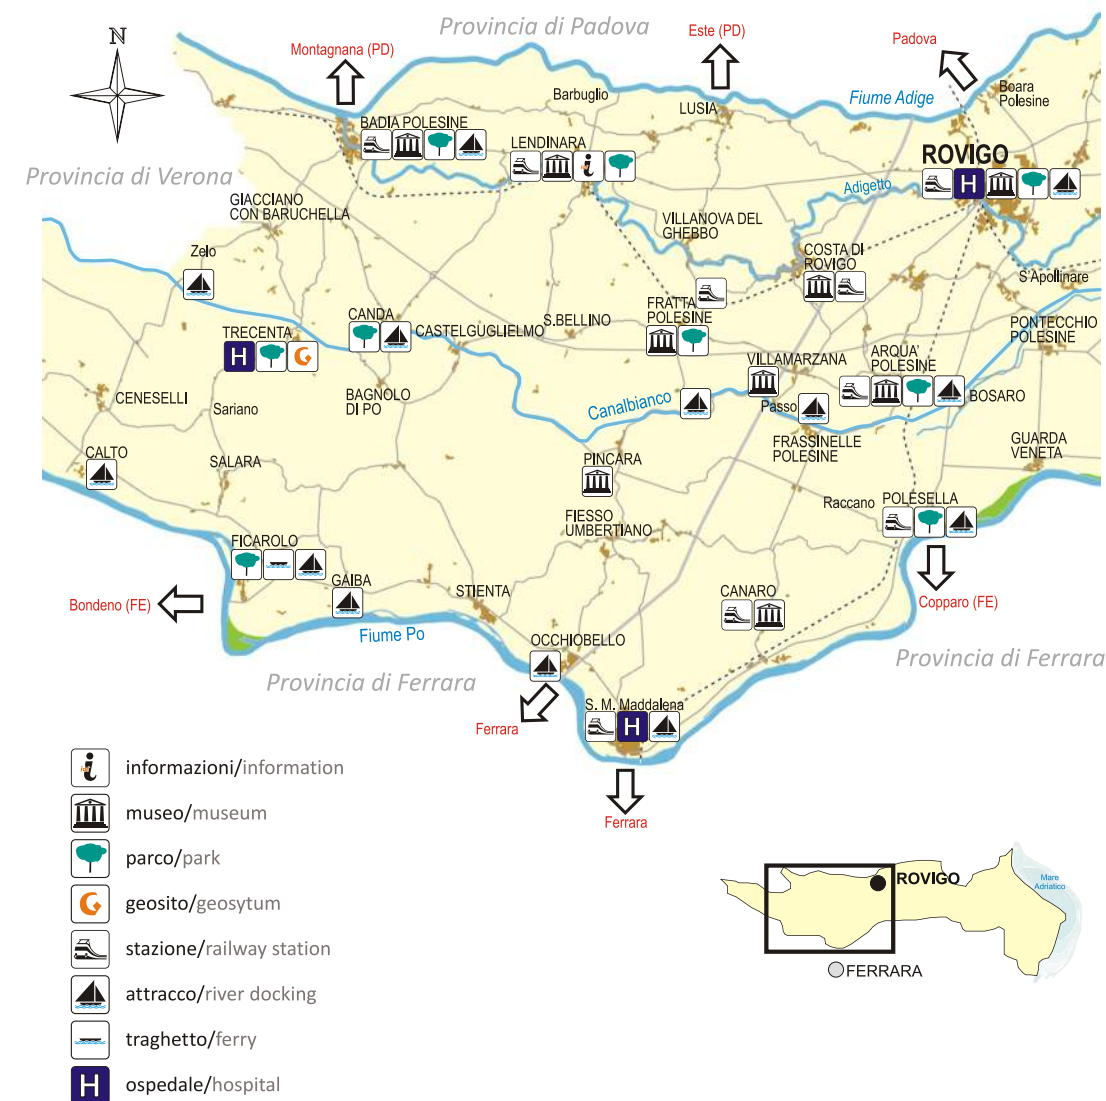 Provincia di Padova
N
Montagnana (PD)
Este (PD)
Padova
Barbuglio
LUSIA
Fiume Adige
Boara
Polesine
BADIA POLESINE
LENDINARA
i
ROVIGO
H
Provincia di Verona
Adigetto
GIACCIANO
CON BARUCHELLA
VILLANOVA DEL
GHEBBO
Zelo
COSTA DI
ROVIGO
S'Apollinare
CANDA
TRECENTA
H
G
CASTELGUGLIELMO
S.BELLINO
FRATTA
POLESINE
PONTECCHIO
POLESINE
VILLAMARZANA
ARQUA'
POLESINE
CENESELLI
Sariano
BAGNOLO
DI PO
Canalbianco
Passo
BOSARO
FRASSINELLE
POLESINE
GUARDA
VENETA
CALTO
SALARA
PINCARA
Raccano
POLESELLA
FIESSO
UMBERTIANO
FICAROLO
GAIBA
STIENTA
CANARO
Bondeno (FE)
Copparo (FE)
Fiume Po
OCCHIOBELLO
Provincia di Ferrara
Provincia di Ferrara
S. M. Maddalena
H
Ferrara
Ferrara
informazioni/information
museo/museum
parco/park
geosito/geosytum
stazione/railway station
attracco/river docking
traghetto/ferry
H ospedale/hospital
ROVIGO
Mare
Adriatico
FERRARA